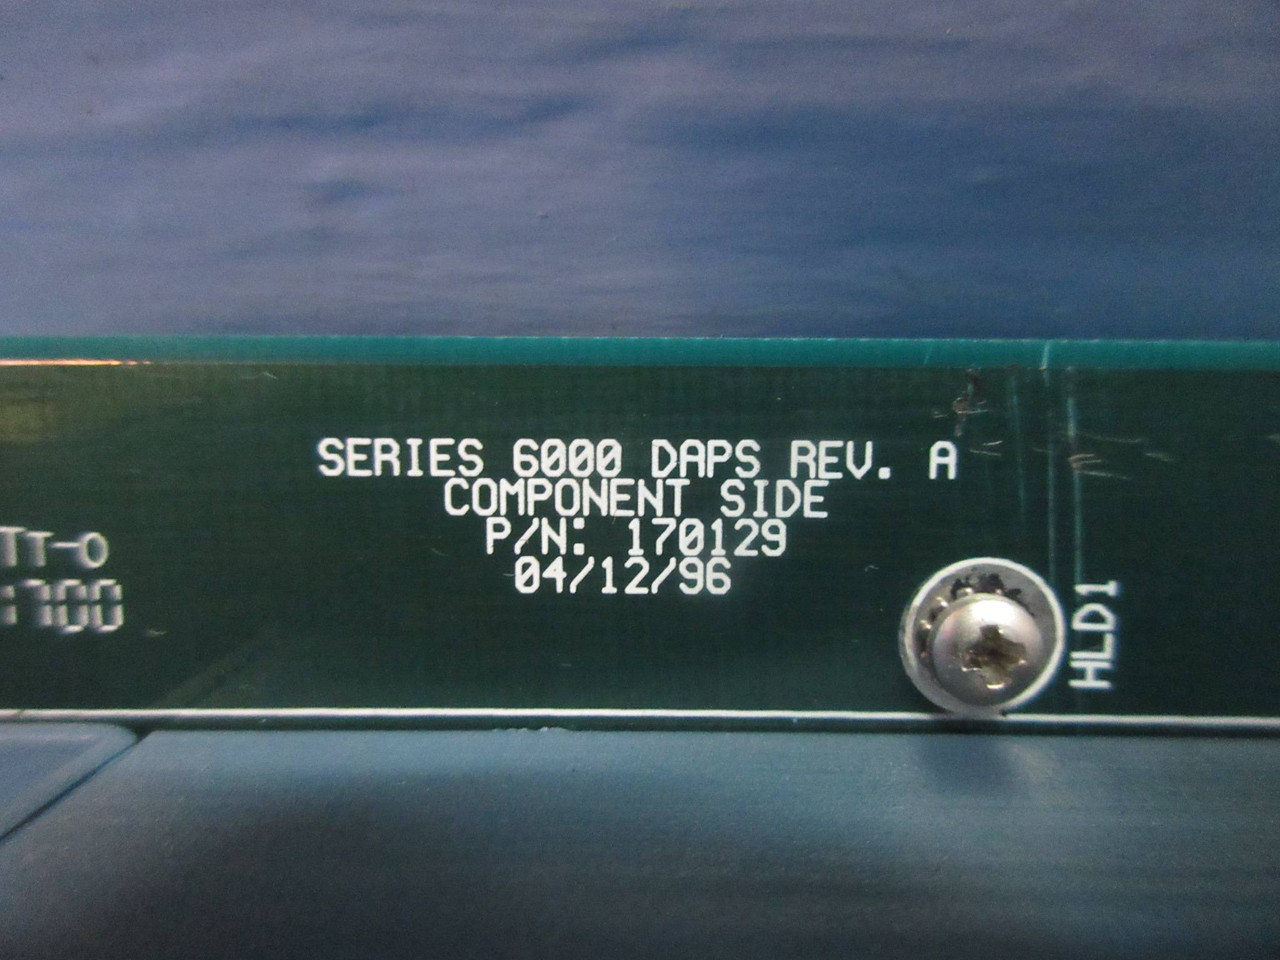 SERIES 6000 DAPS REV. A
COMPONENT SIDE
P/N: 170129
04/12/96
HLD1